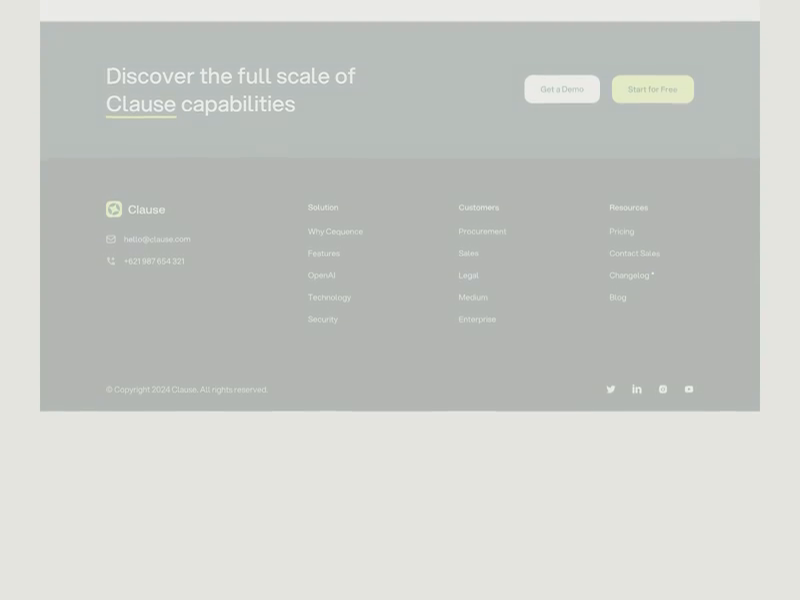 Discover the full scale of
Clause capabilities
Get a Demo
Start for Free
Clause
hello@clause.com
+621 987 654 321
Solution
Why Cequence
Features
OpenAI
Technology
Security
Customers
Procurement
Sales
Legal
Medium
Enterprise
Resources
Pricing
Contact Sales
Changelog
Blog
© Copyright 2024 Clause. All rights reserved.